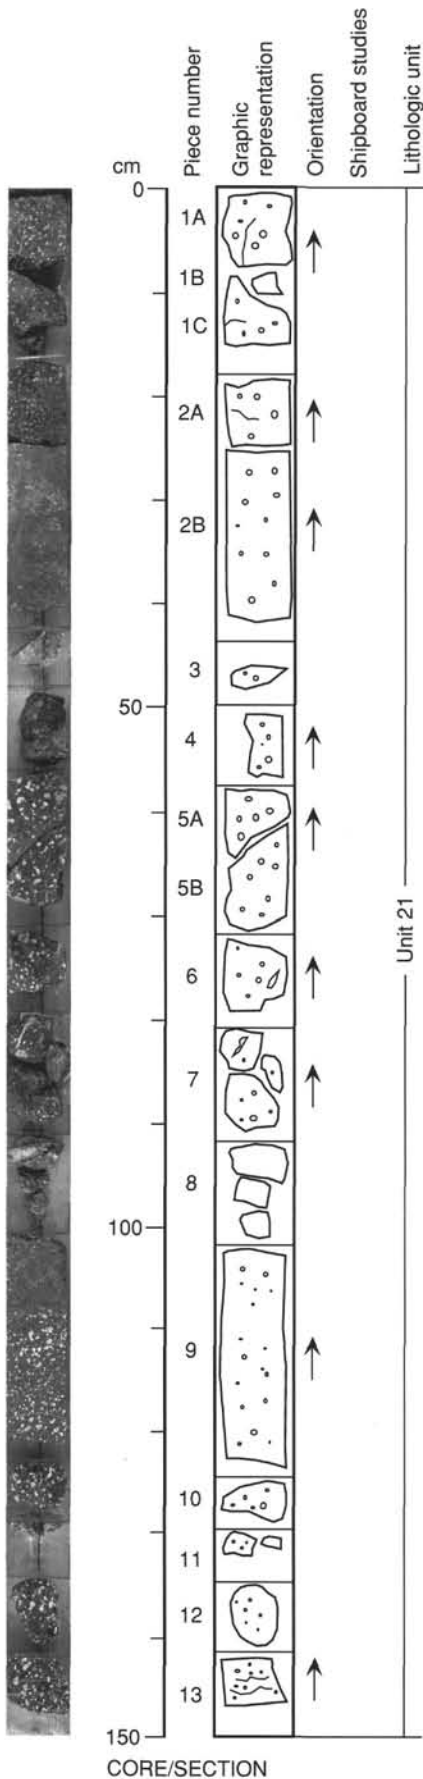 cm
Piece number
Graphic
representation
Orientation
Shipboard studies
Lithologic unit
0
1A
1B
1C
2A
2B
3
50
4
5A
5B
6
Unit 21
7
8
100
9
10
11
12
13
150
CORE/SECTION